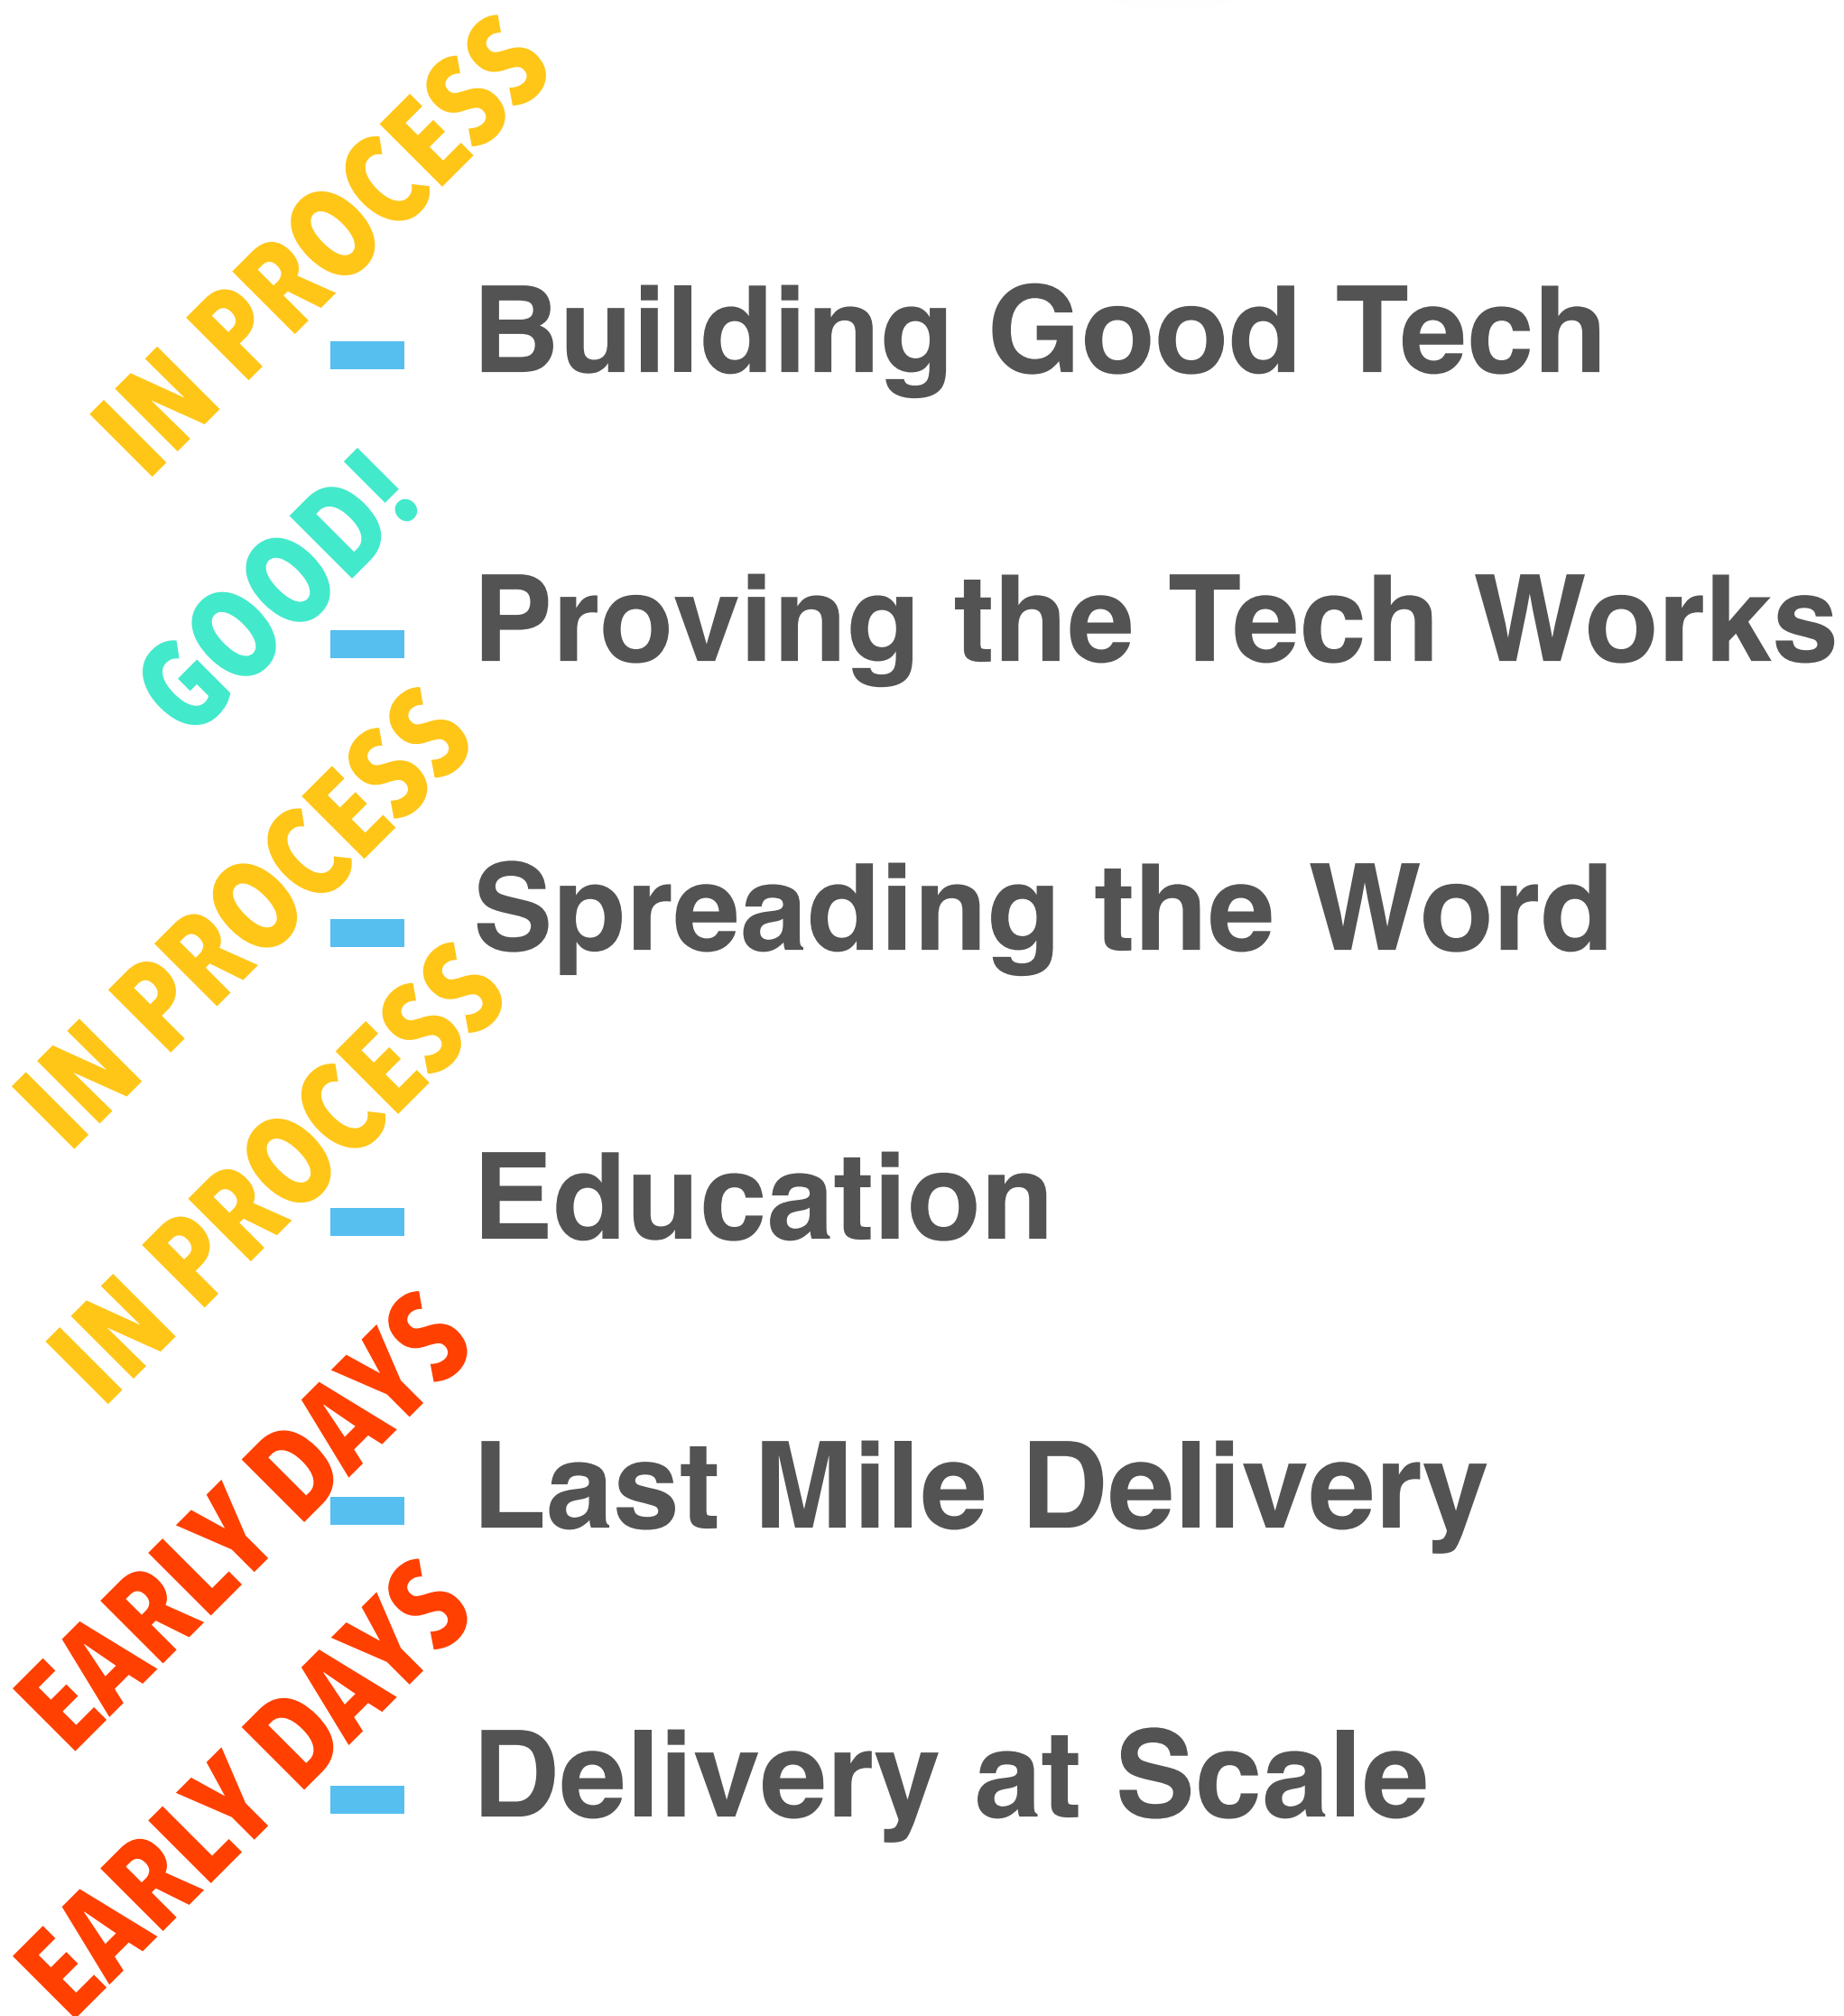 IN PROCESS
- Building Good Tech
GOOD!
- Proving the Tech Works
IN PROCESS
- Spreading the Word
IN PROCESS
- Education
EARLY DAYS
- Last Mile Delivery
EARLY DAYS
- Delivery at Scale